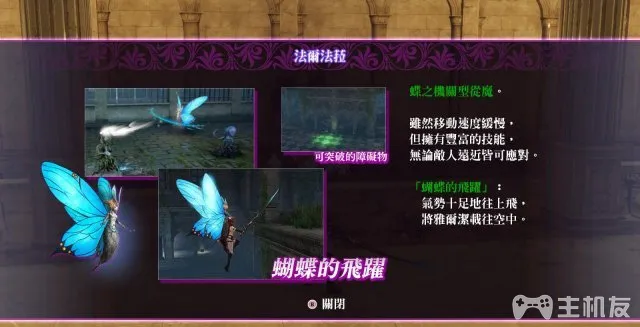 法爾法菈
蝶之機關型從魔。
雖然移動速度緩慢，
但擁有豐富的技能，
無論敵人遠近皆可應對。
可突破的障礙物
「蝴蝶的飛躍」：
氣勢十足地往上飛，
將雅爾潔載往空中。
蝴蝶的飛躍
關閉
主机友